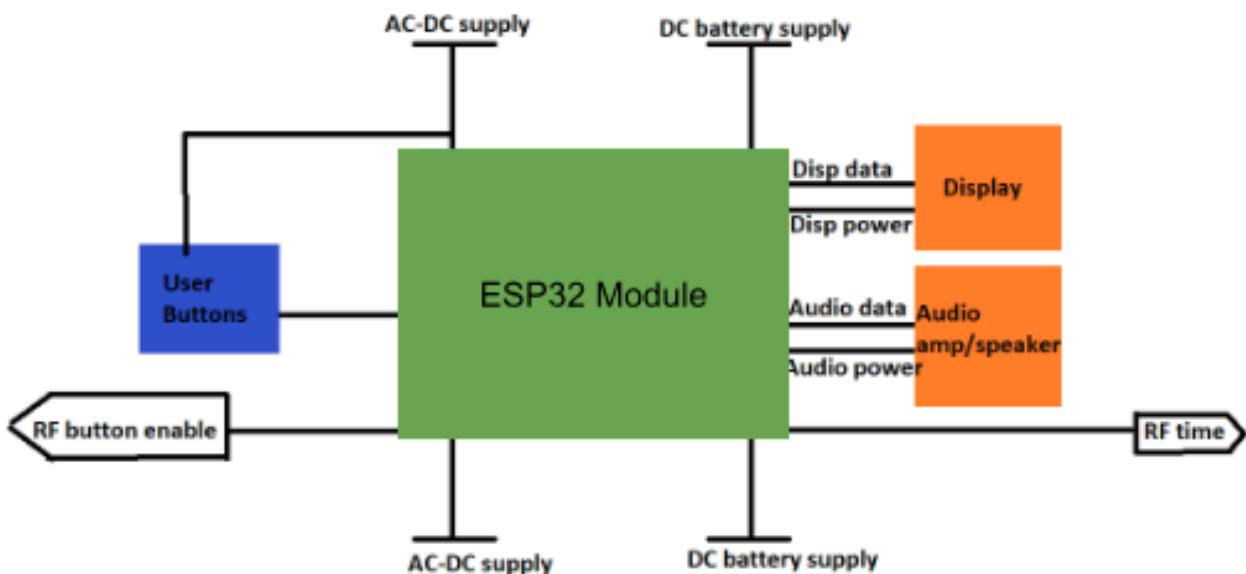 AC-DC supply
DC battery supply
Disp data
Display
Disp power
User
Buttons
ESP32 Module
Audio data
Audio
amp/speaker
Audio power
RF button enable
RF time
AC-DC supply
DC battery supply